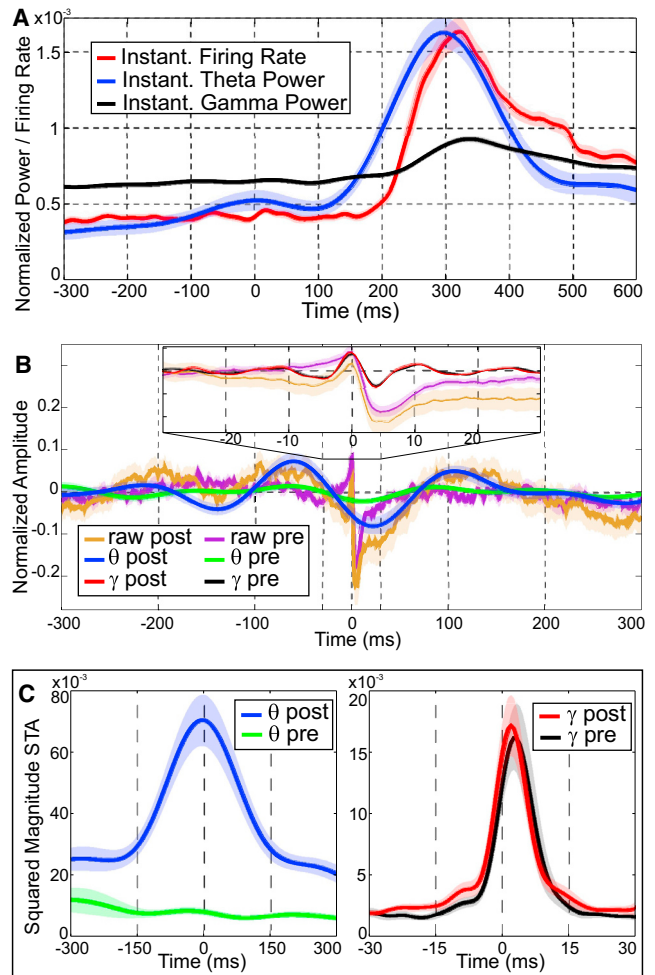 A
x10⁻³
Normalized Power / Firing Rate
1.5
1
0.5
0
Instant. Firing Rate
Instant. Theta Power
Instant. Gamma Power
-300 -200 -100 0 100 200 300 400 500 600
Time (ms)
B
Normalized Amplitude
0.2
0.1
0
-0.1
-0.2
-20 -10 0 10 20
raw post raw pre
θ post θ pre
γ post γ pre
-300 -200 -100 0 100 200 300
Time (ms)
C
x10⁻³
Squared Magnitude STA
80
60
40
20
0
θ post
θ pre
-300 -150 0 150 300
Time (ms)
x10⁻³
20
15
10
5
0
γ post
γ pre
-30 -15 0 15 30
Time (ms)